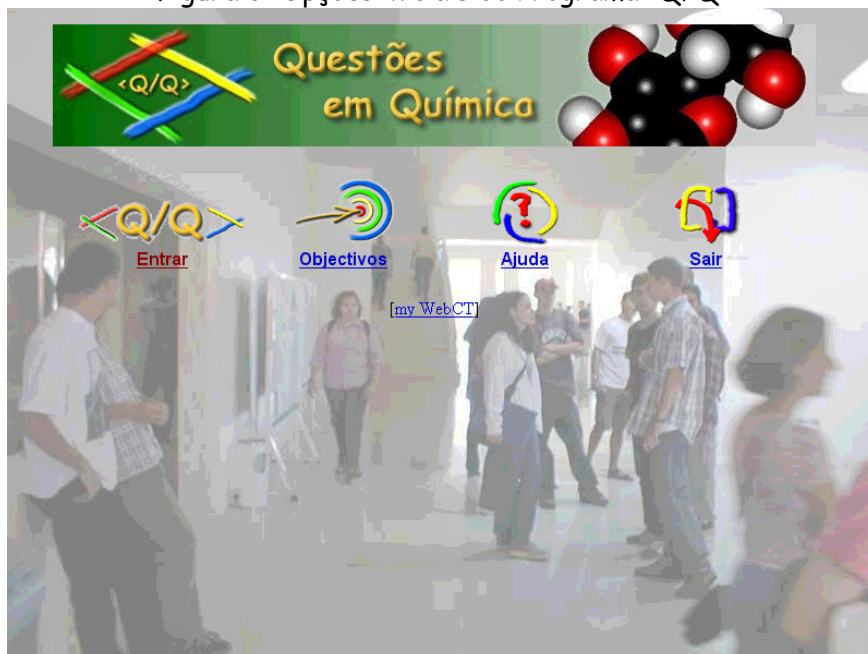 <Q/Q>
Questões
em Química
<Q/Q>
Entrar
Objectivos
?
Ajuda
Sair
[my WebCT]